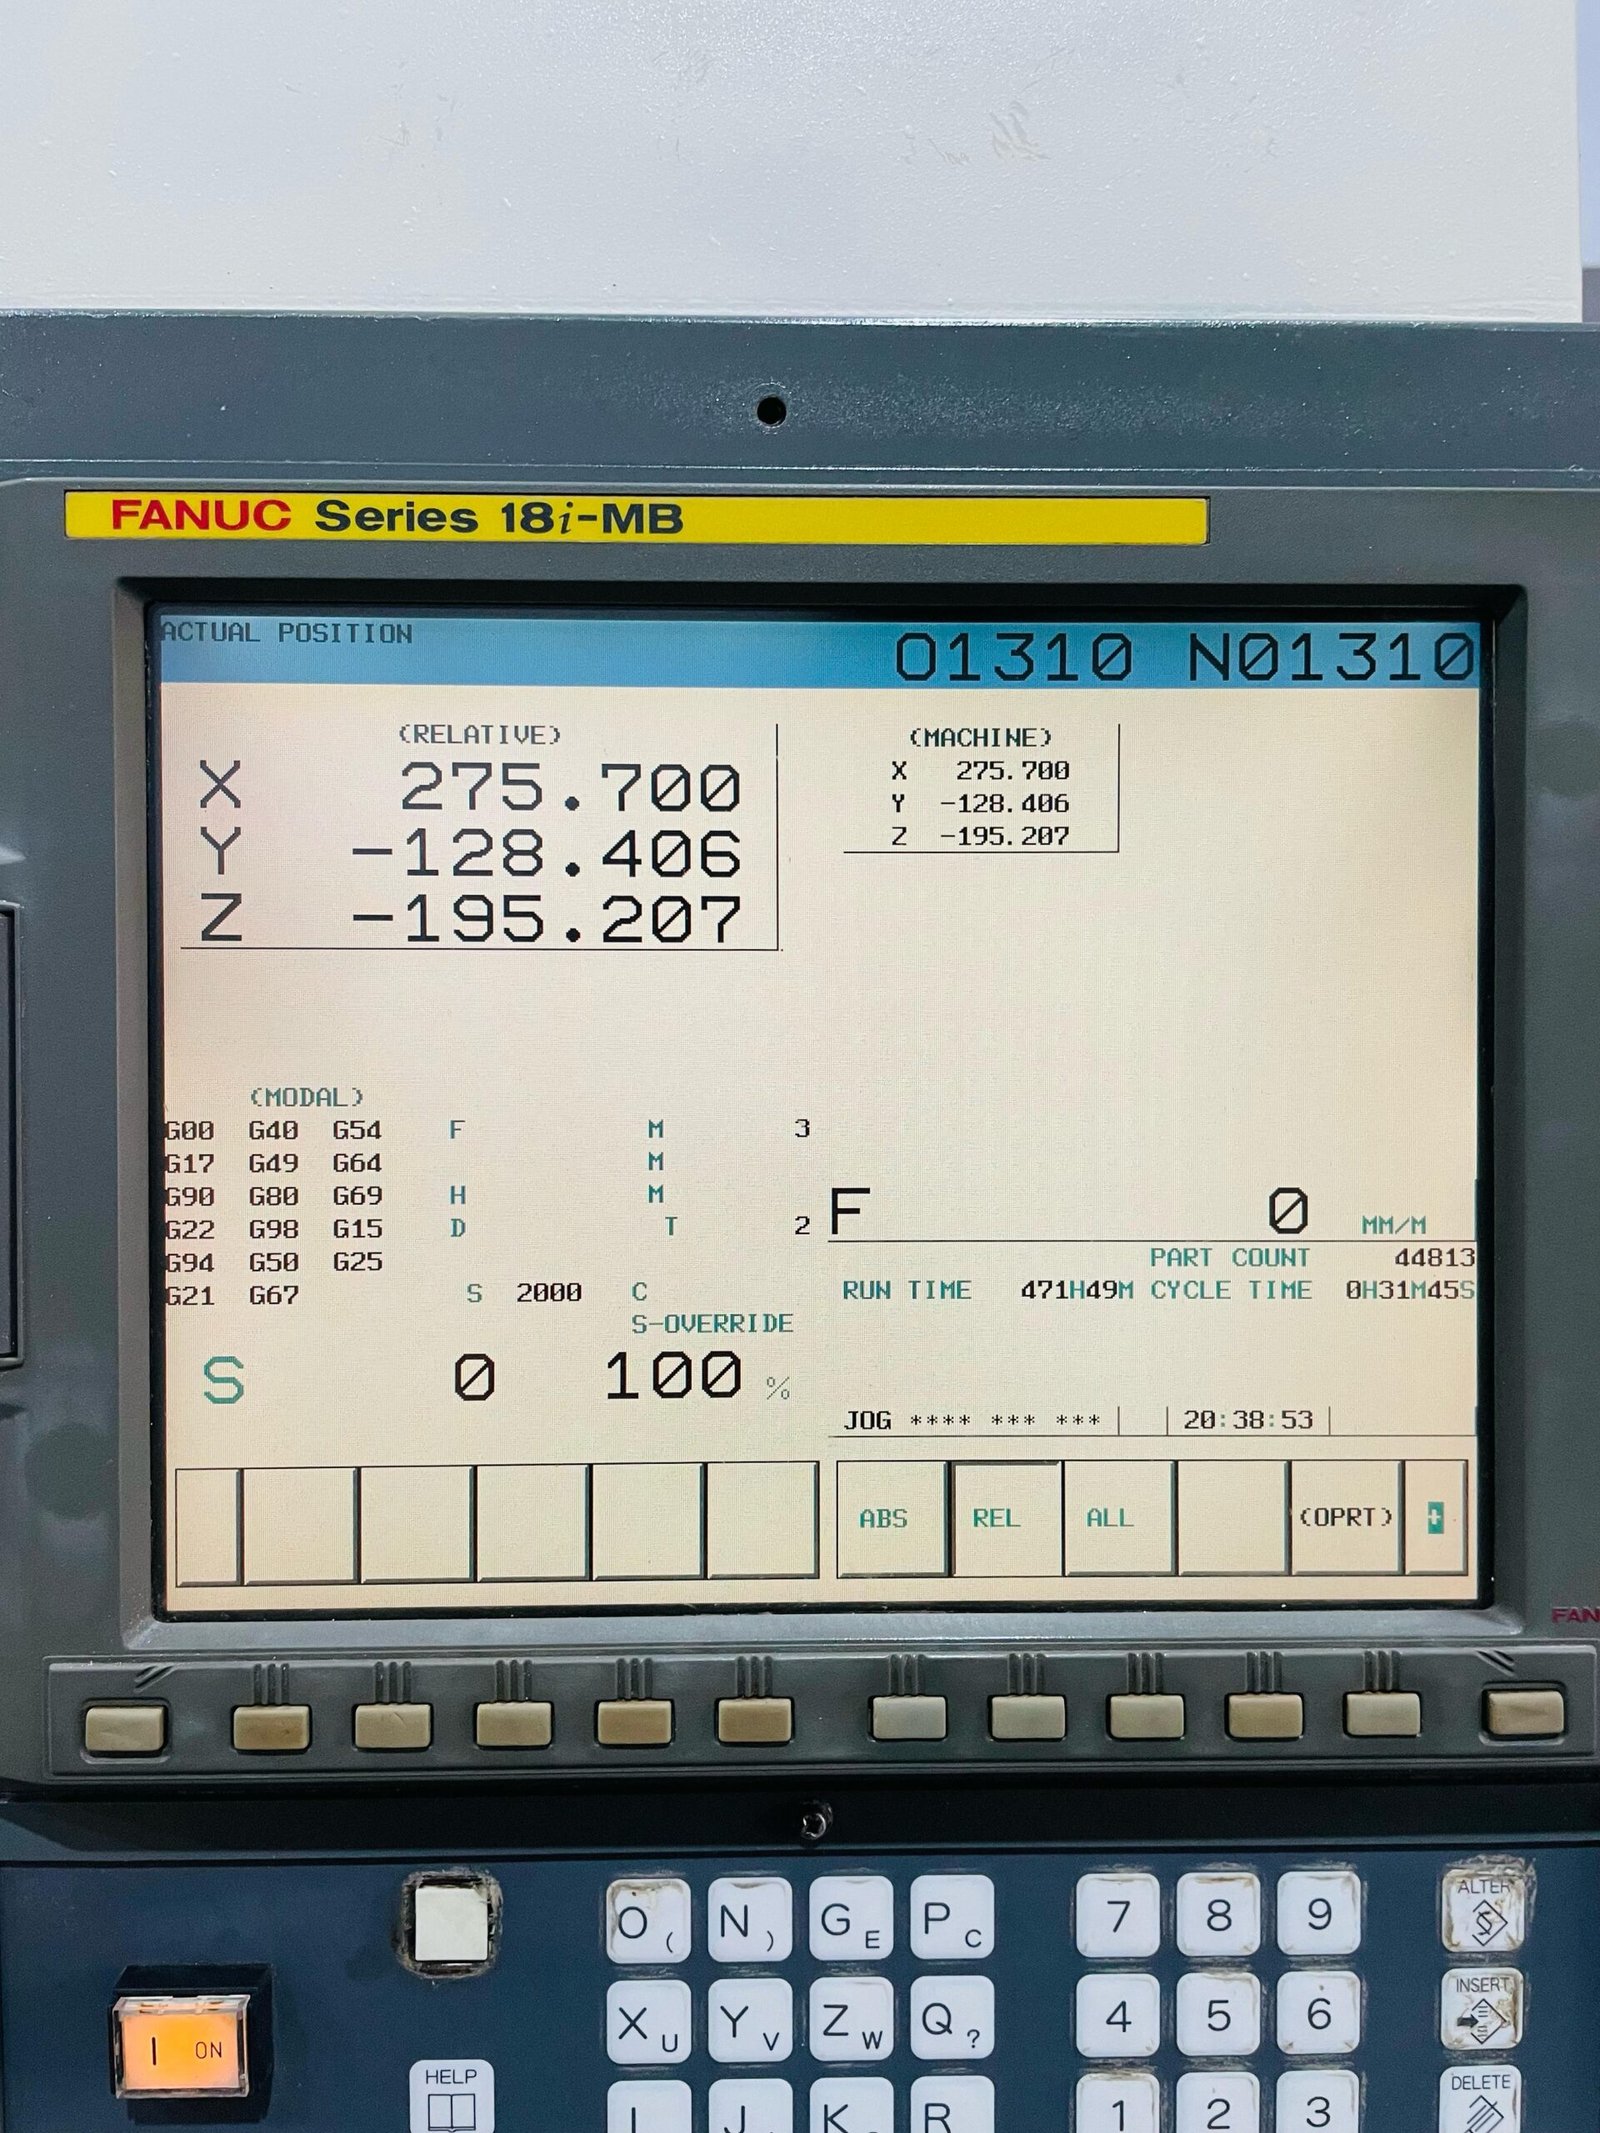 FANUC Series 18i-MB
ACTUAL POSITION O1310 N01310
(RELATIVE) (MACHINE)
X 275.700 X 275.700
Y -128.406 Y -128.406
Z -195.207 Z -195.207
(MODAL)
G00 G40 G54 F M 3
G17 G49 G64 M
G90 G80 G69 H M F 0 MM/M
G22 G98 G15 D T 2
G94 G50 G25 PART COUNT 44813
G21 G67 S 2000 C RUN TIME 471H49M CYCLE TIME 0H31M45S
S-OVERRIDE
S 0 100 %
JOG **** *** *** 20:38:53
ABS REL ALL (OPRT) +
FAN
O ( N ) G E P C 7 8 9 ALTER
X U Y V Z W Q ? 4 5 6 INSERT
I ON
HELP
J K R 1 2 3 DELETE